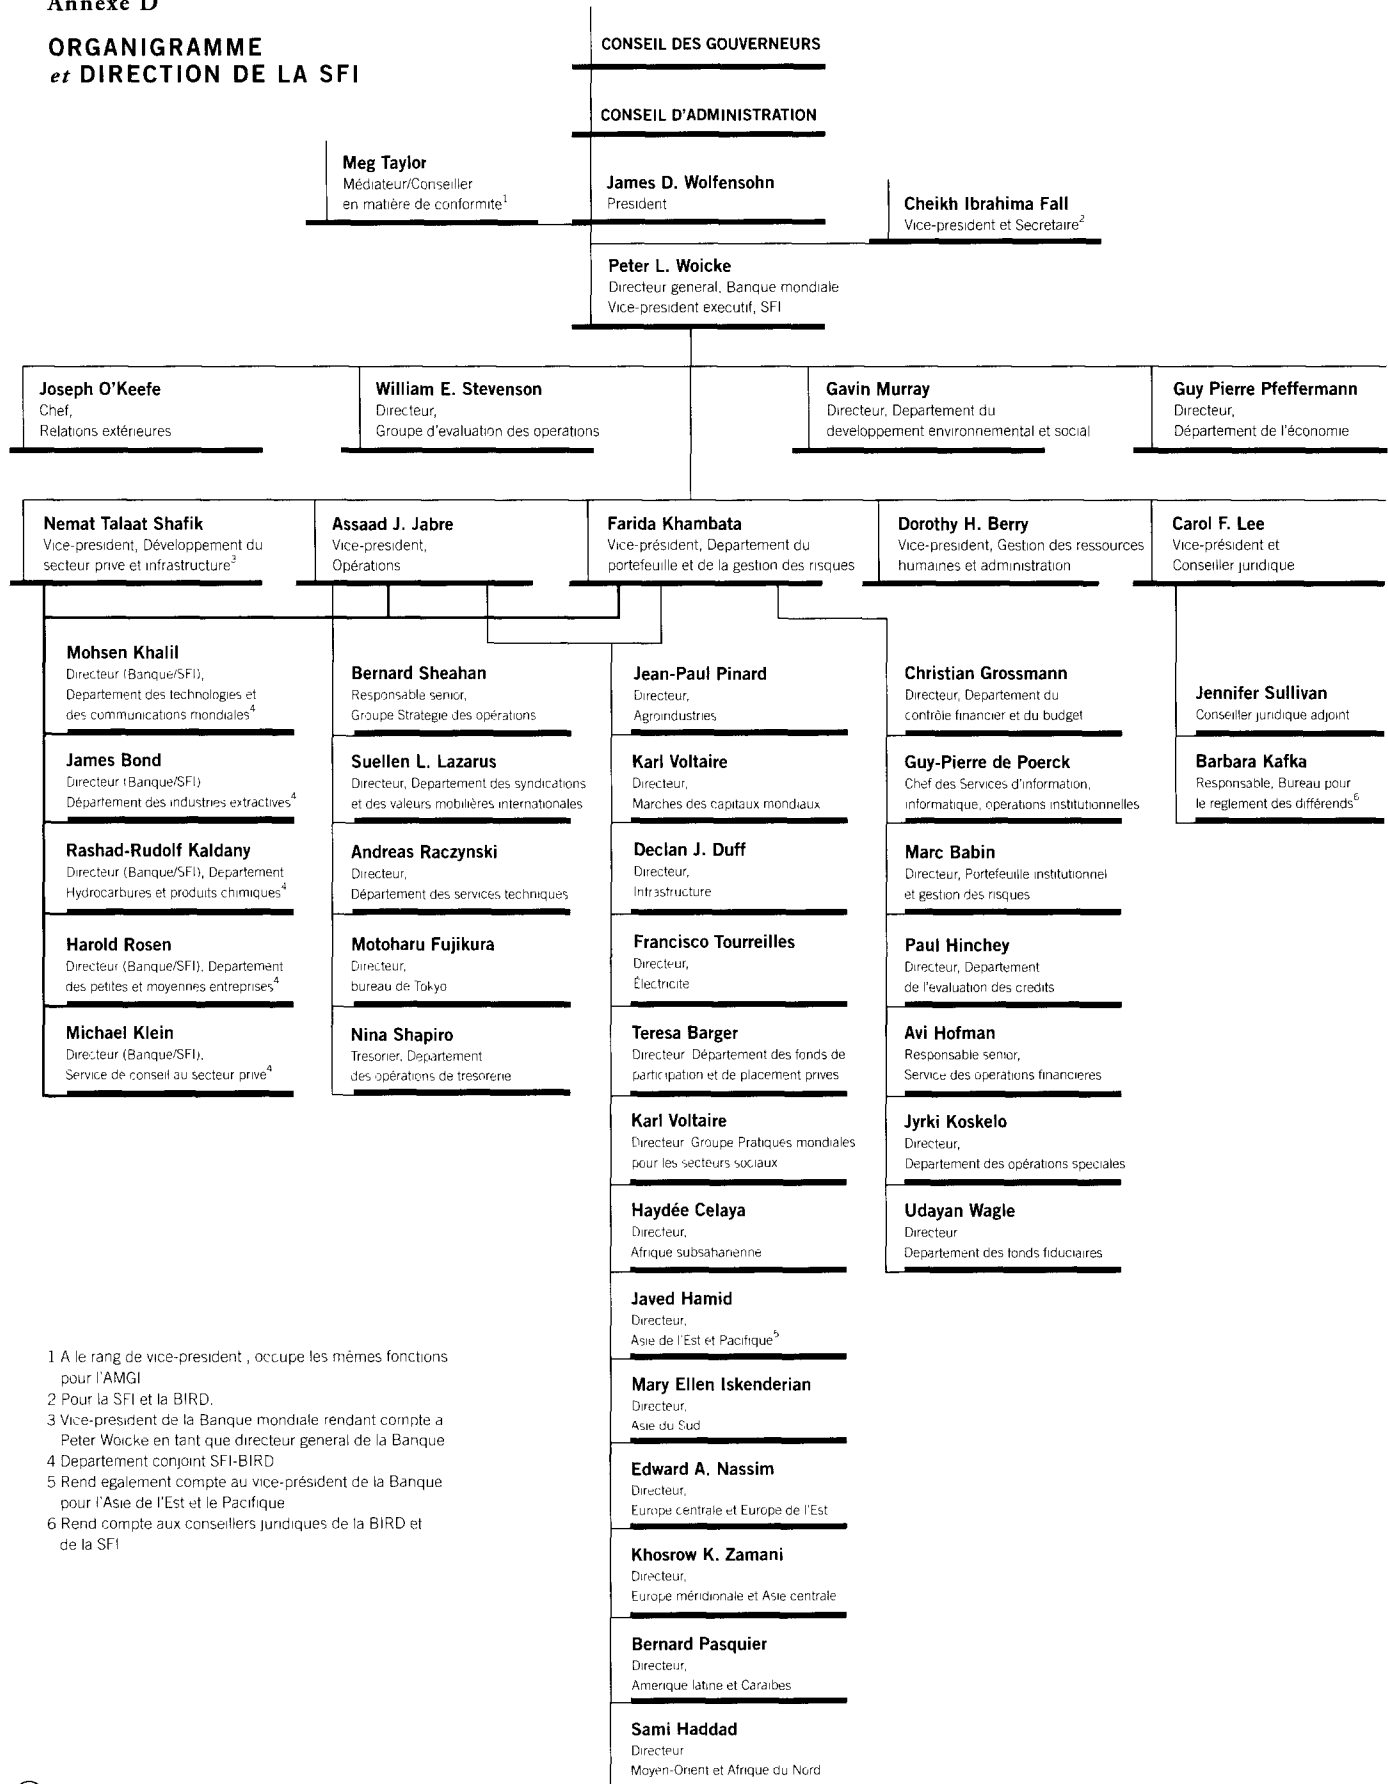 Annexe D
ORGANIGRAMME
et DIRECTION DE LA SFI
CONSEIL DES GOUVERNEURS
CONSEIL D'ADMINISTRATION
Meg Taylor
Médiateur/Conseiller
en matière de conformite1
James D. Wolfensohn
President
Cheikh Ibrahima Fall
Vice-president et Secretaire2
Peter L. Woicke
Directeur general, Banque mondiale
Vice-president executif, SFI
Joseph O'Keefe
Chef,
Relations extérieures
William E. Stevenson
Directeur,
Groupe d'evaluation des operations
Gavin Murray
Directeur, Departement du
developpement environnemental et social
Guy Pierre Pfeffermann
Directeur,
Département de l'économie
Nemat Talaat Shafik
Vice-president, Développement du
secteur prive et infrastructure3
Assaad J. Jabre
Vice-president,
Opérations
Farida Khambata
Vice-président, Departement du
portefeuille et de la gestion des risques
Dorothy H. Berry
Vice-president, Gestion des ressources
humaines et administration
Carol F. Lee
Vice-président et
Conseiller juridique
Mohsen Khalil
Directeur (Banque/SFI),
Departement des technologies et
des communications mondiales4
James Bond
Directeur (Banque/SFI)
Département des industries extractives4
Rashad-Rudolf Kaldany
Directeur (Banque/SFI), Departement
Hydrocarbures et produits chimiques4
Harold Rosen
Directeur (Banque/SFI), Departement
des petites et moyennes entreprises4
Michael Klein
Directeur (Banque/SFI),
Service de conseil au secteur prive4
Bernard Sheahan
Responsable senior,
Groupe Strategie des opérations
Suellen L. Lazarus
Directeur, Departement des syndications
et des valeurs mobilières internationales
Andreas Raczynski
Directeur,
Département des services techniques
Motoharu Fujikura
Directeur,
bureau de Tokyo
Nina Shapiro
Tresorier, Departement
des opérations de tresorerie
Jean-Paul Pinard
Directeur,
Agroindustries
Karl Voltaire
Directeur,
Marches des capitaux mondiaux
Declan J. Duff
Directeur,
Infrastructure
Francisco Tourreilles
Directeur,
Électricite
Teresa Barger
Directeur Département des fonds de
participation et de placement prives
Karl Voltaire
Directeur Groupe Pratiques mondiales
pour les secteurs sociaux
Haydée Celaya
Directeur,
Afrique subsaharienne
Javed Hamid
Directeur,
Asie de l'Est et Pacifique5
Mary Ellen Iskenderian
Directeur,
Asie du Sud
Edward A. Nassim
Directeur,
Europe centrale et Europe de l'Est
Khosrow K. Zamani
Directeur,
Europe méridionale et Asie centrale
Bernard Pasquier
Directeur,
Amerique latine et Caraibes
Sami Haddad
Directeur
Moyen-Orient et Afrique du Nord
Christian Grossmann
Directeur, Departement du
contrôle financier et du budget
Guy-Pierre de Poerck
Chef des Services d'information,
informatique, operations institutionnelles
Marc Babin
Directeur, Portefeuille institutionnel
et gestion des risques
Paul Hinchey
Directeur, Departement
de l'evaluation des credits
Avi Hofman
Responsable senior,
Service des operations financieres
Jyrki Koskelo
Directeur,
Departement des opérations speciales
Udayan Wagle
Directeur
Departement des fonds fiduciaires
Jennifer Sullivan
Conseiller juridique adjoint
Barbara Kafka
Responsable, Bureau pour
le reglement des différends6
1 A le rang de vice-president , occupe les mêmes fonctions
pour l'AMGI
2 Pour la SFI et la BIRD.
3 Vice-president de la Banque mondiale rendant compte a
Peter Woicke en tant que directeur general de la Banque
4 Departement conjoint SFI-BIRD
5 Rend egalement compte au vice-président de la Banque
pour l'Asie de l'Est et le Pacifique
6 Rend compte aux conseillers juridiques de la BIRD et
de la SFI